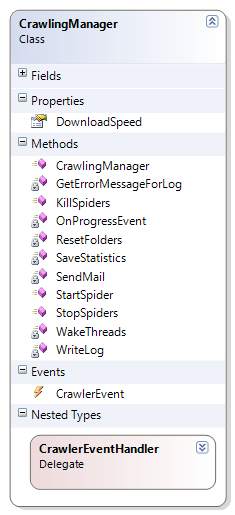 CrawlingManager
Class
Fields
Properties
DownloadSpeed
Methods
CrawlingManager
GetErrorMessageForLog
KillSpiders
OnProgressEvent
ResetFolders
SaveStatistics
SendMail
StartSpider
StopSpiders
WakeThreads
WriteLog
Events
CrawlerEvent
Nested Types
CrawlerEventHandler
Delegate